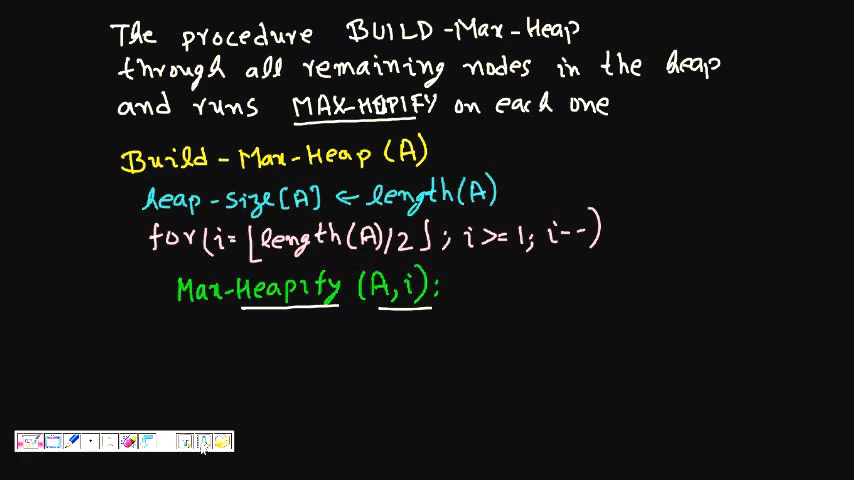 The procedure BUILD-Max-Heap
through all remaining nodes in the heap
and runs MAX-HEPIFY on each one
Build-Max-Heap (A)
heap-size[A] ← length(A)
for(i= ⌊length(A)/2⌋; i>=1; i--)
Max-Heapify (A,i):